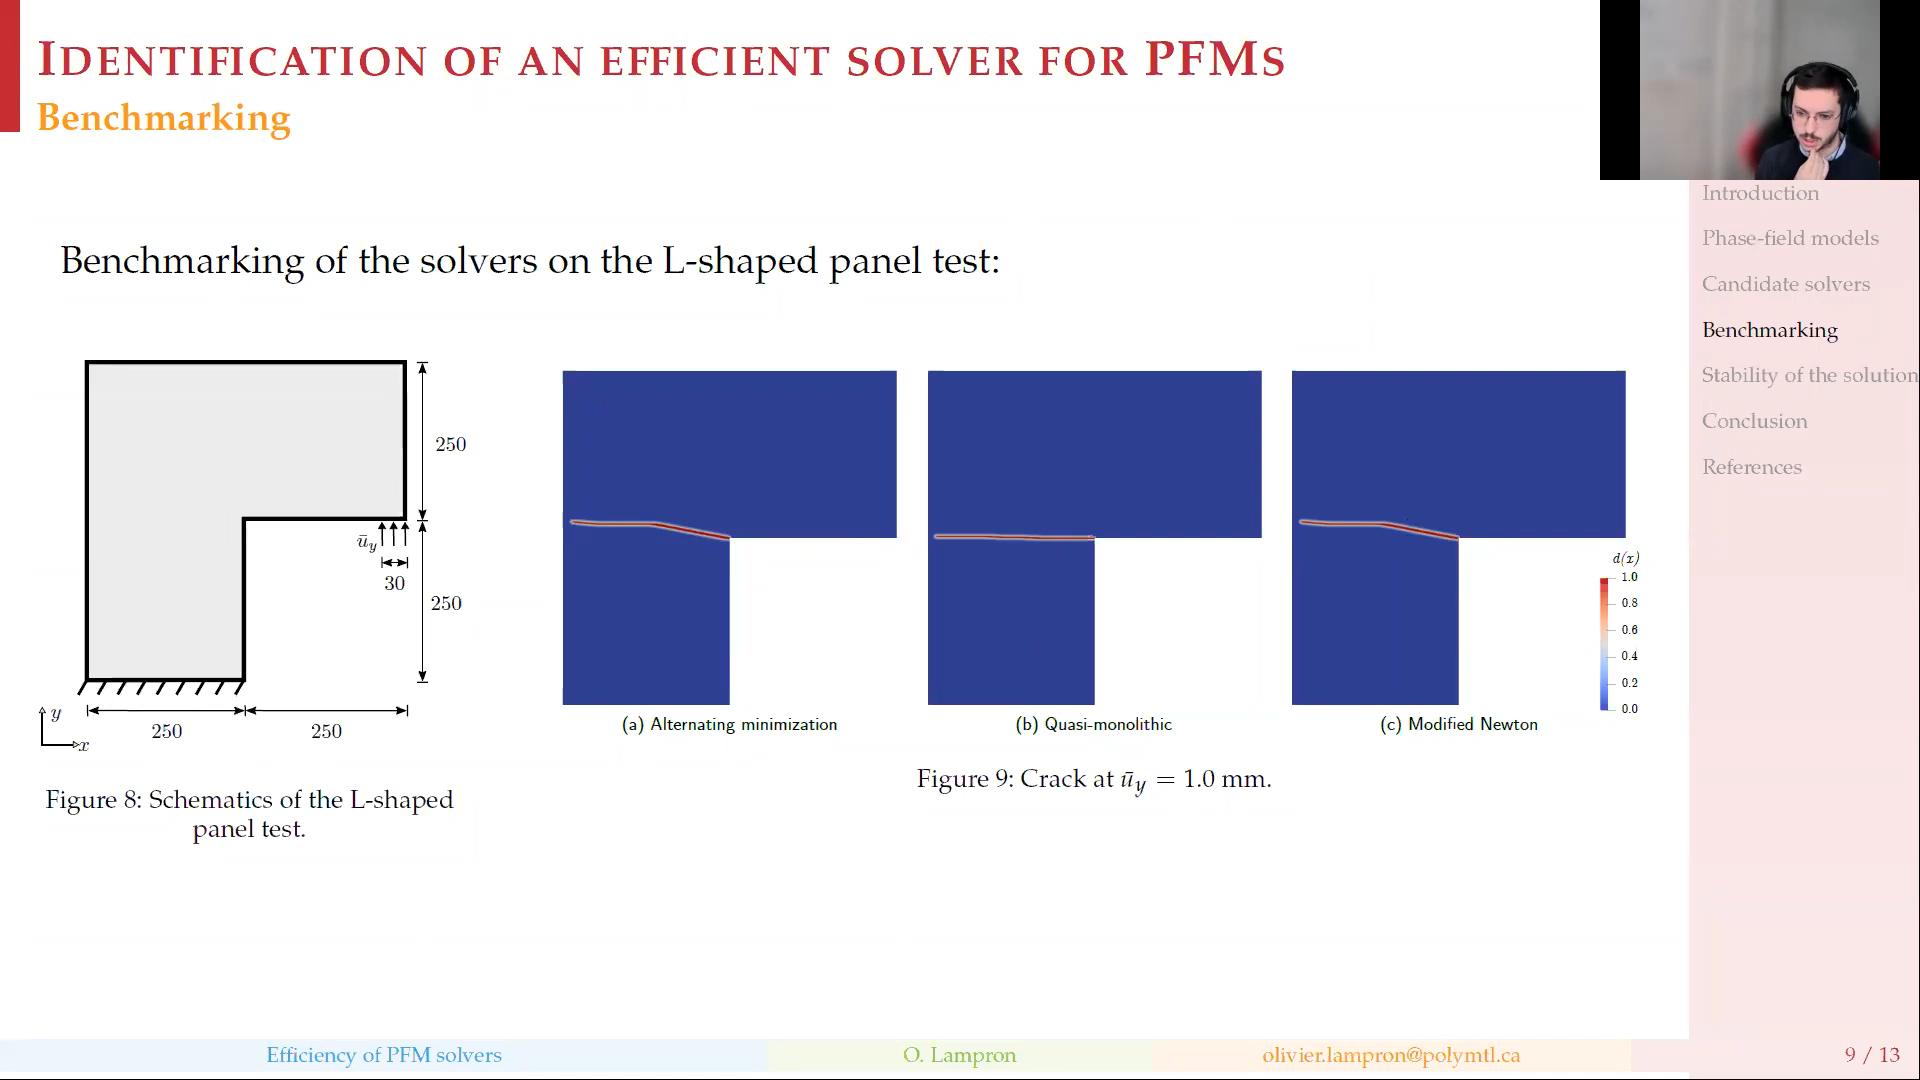 IDENTIFICATION OF AN EFFICIENT SOLVER FOR PFMS
Benchmarking
Introduction
Phase-field models
Candidate solvers
Benchmarking
Stability of the solution
Conclusion
References
Benchmarking of the solvers on the L-shaped panel test:
250
ū_y
30
250
y
x
250
250
Figure 8: Schematics of the L-shaped
panel test.
d(x)
1.0
0.8
0.6
0.4
0.2
0.0
(a) Alternating minimization
(b) Quasi-monolithic
(c) Modified Newton
Figure 9: Crack at ū_y = 1.0 mm.
Efficiency of PFM solvers
O. Lampron
olivier.lampron@polymtl.ca
9 / 13